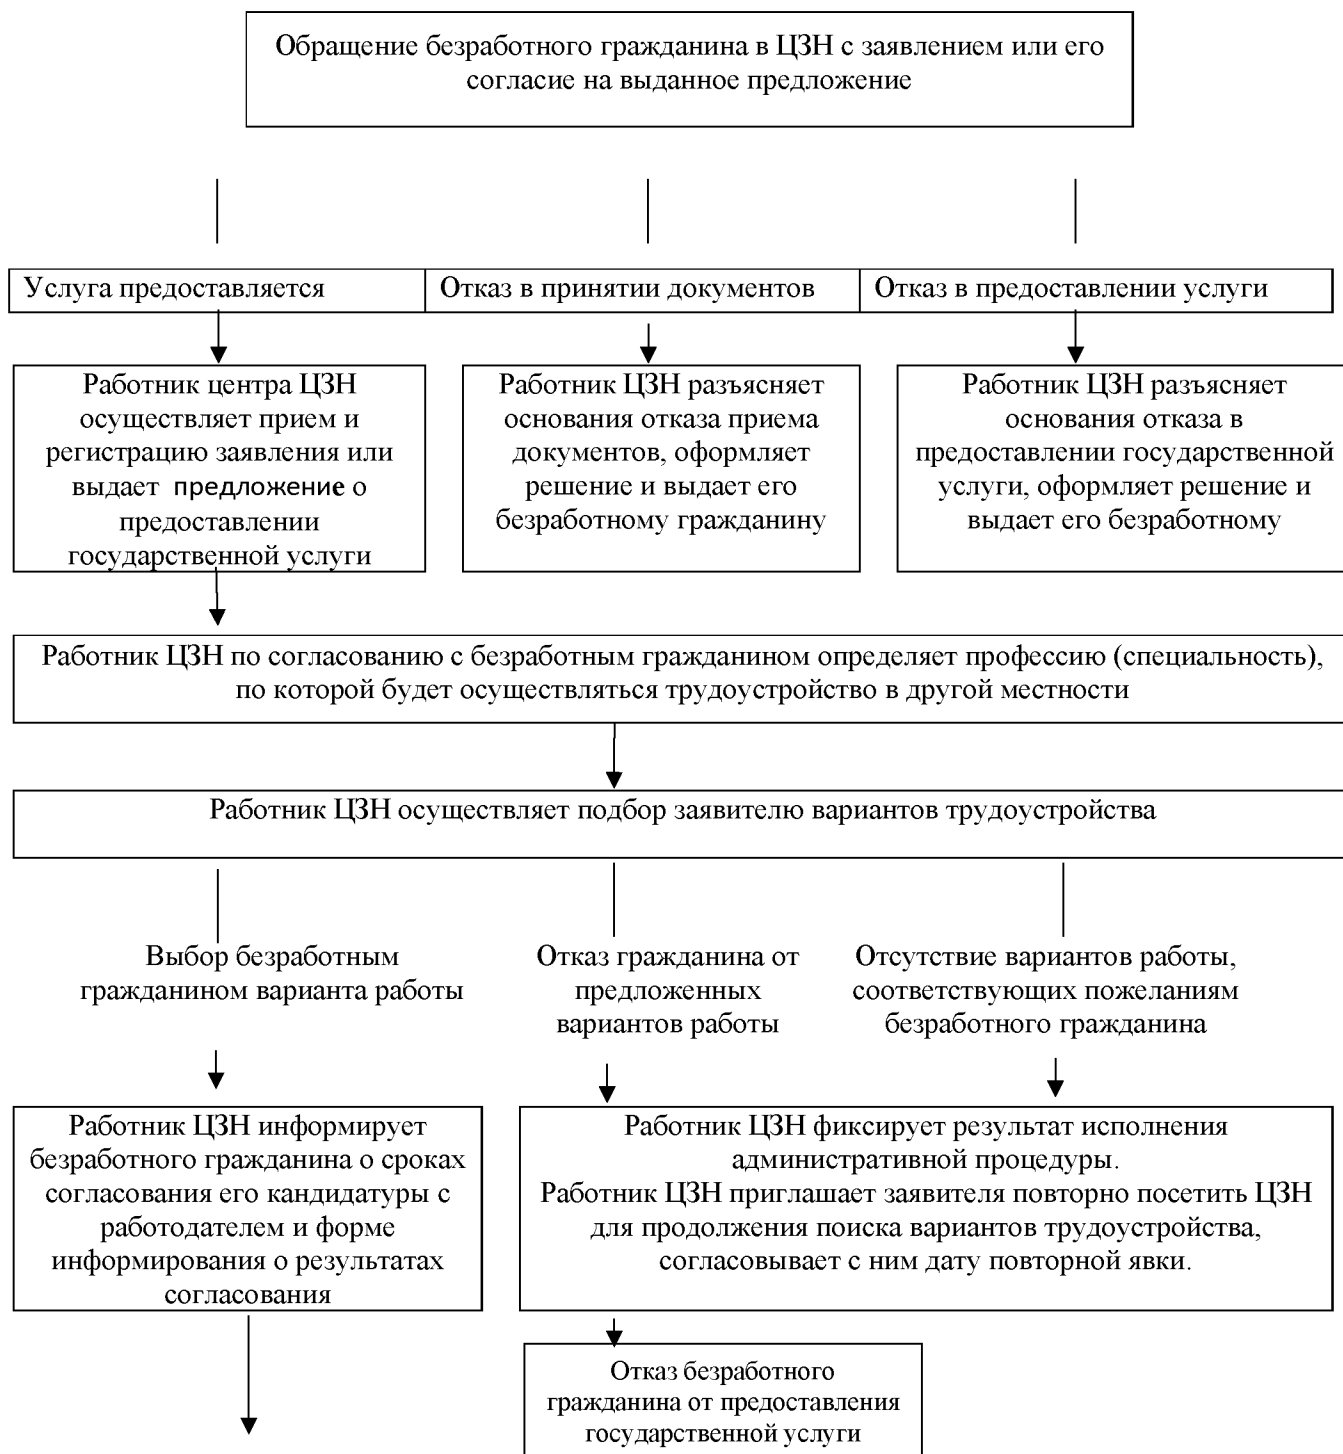 Обращение безработного гражданина в ЦЗН с заявлением или его
согласие на выданное предложение
Услуга предоставляется
Отказ в принятии документов
Отказ в предоставлении услуги
Работник центра ЦЗН
осуществляет прием и
регистрацию заявления или
выдает предложение о
предоставлении
государственной услуги
Работник ЦЗН разъясняет
основания отказа приема
документов, оформляет
решение и выдает его
безработному гражданину
Работник ЦЗН разъясняет
основания отказа в
предоставлении государственной
услуги, оформляет решение и
выдает его безработному
Работник ЦЗН по согласованию с безработным гражданином определяет профессию (специальность),
по которой будет осуществляться трудоустройство в другой местности
Работник ЦЗН осуществляет подбор заявителю вариантов трудоустройства
Выбор безработным
гражданином варианта работы
Отказ гражданина от
предложенных
вариантов работы
Отсутствие вариантов работы,
соответствующих пожеланиям
безработного гражданина
Работник ЦЗН информирует
безработного гражданина о сроках
согласования его кандидатуры с
работодателем и форме
информирования о результатах
согласования
Работник ЦЗН фиксирует результат исполнения
административной процедуры.
Работник ЦЗН приглашает заявителя повторно посетить ЦЗН
для продолжения поиска вариантов трудоустройства,
согласовывает с ним дату повторной явки.
Отказ безработного
гражданина от предоставления
государственной услуги